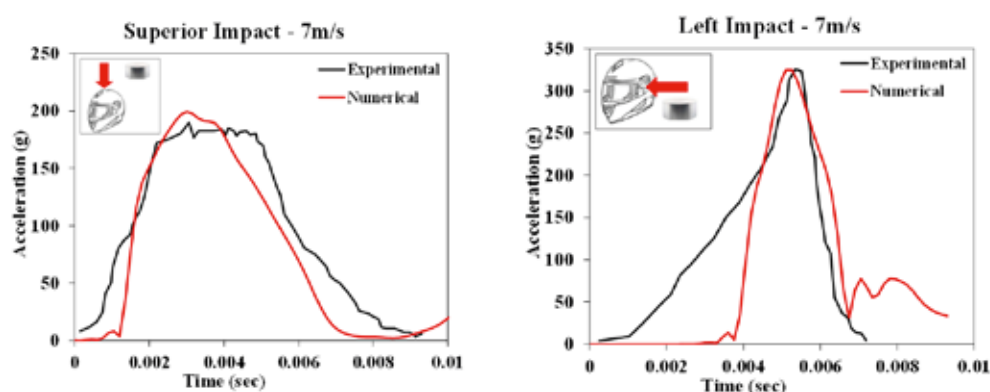 Superior Impact - 7m/s
250
200
150
100
50
0
Acceleration (g)
Experimental
Numerical
0 0.002 0.004 0.006 0.008 0.01
Time (sec)
Left Impact - 7m/s
350
300
250
200
150
100
50
0
Acceleration (g)
Experimental
Numerical
0 0.002 0.004 0.006 0.008 0.01
Time (sec)